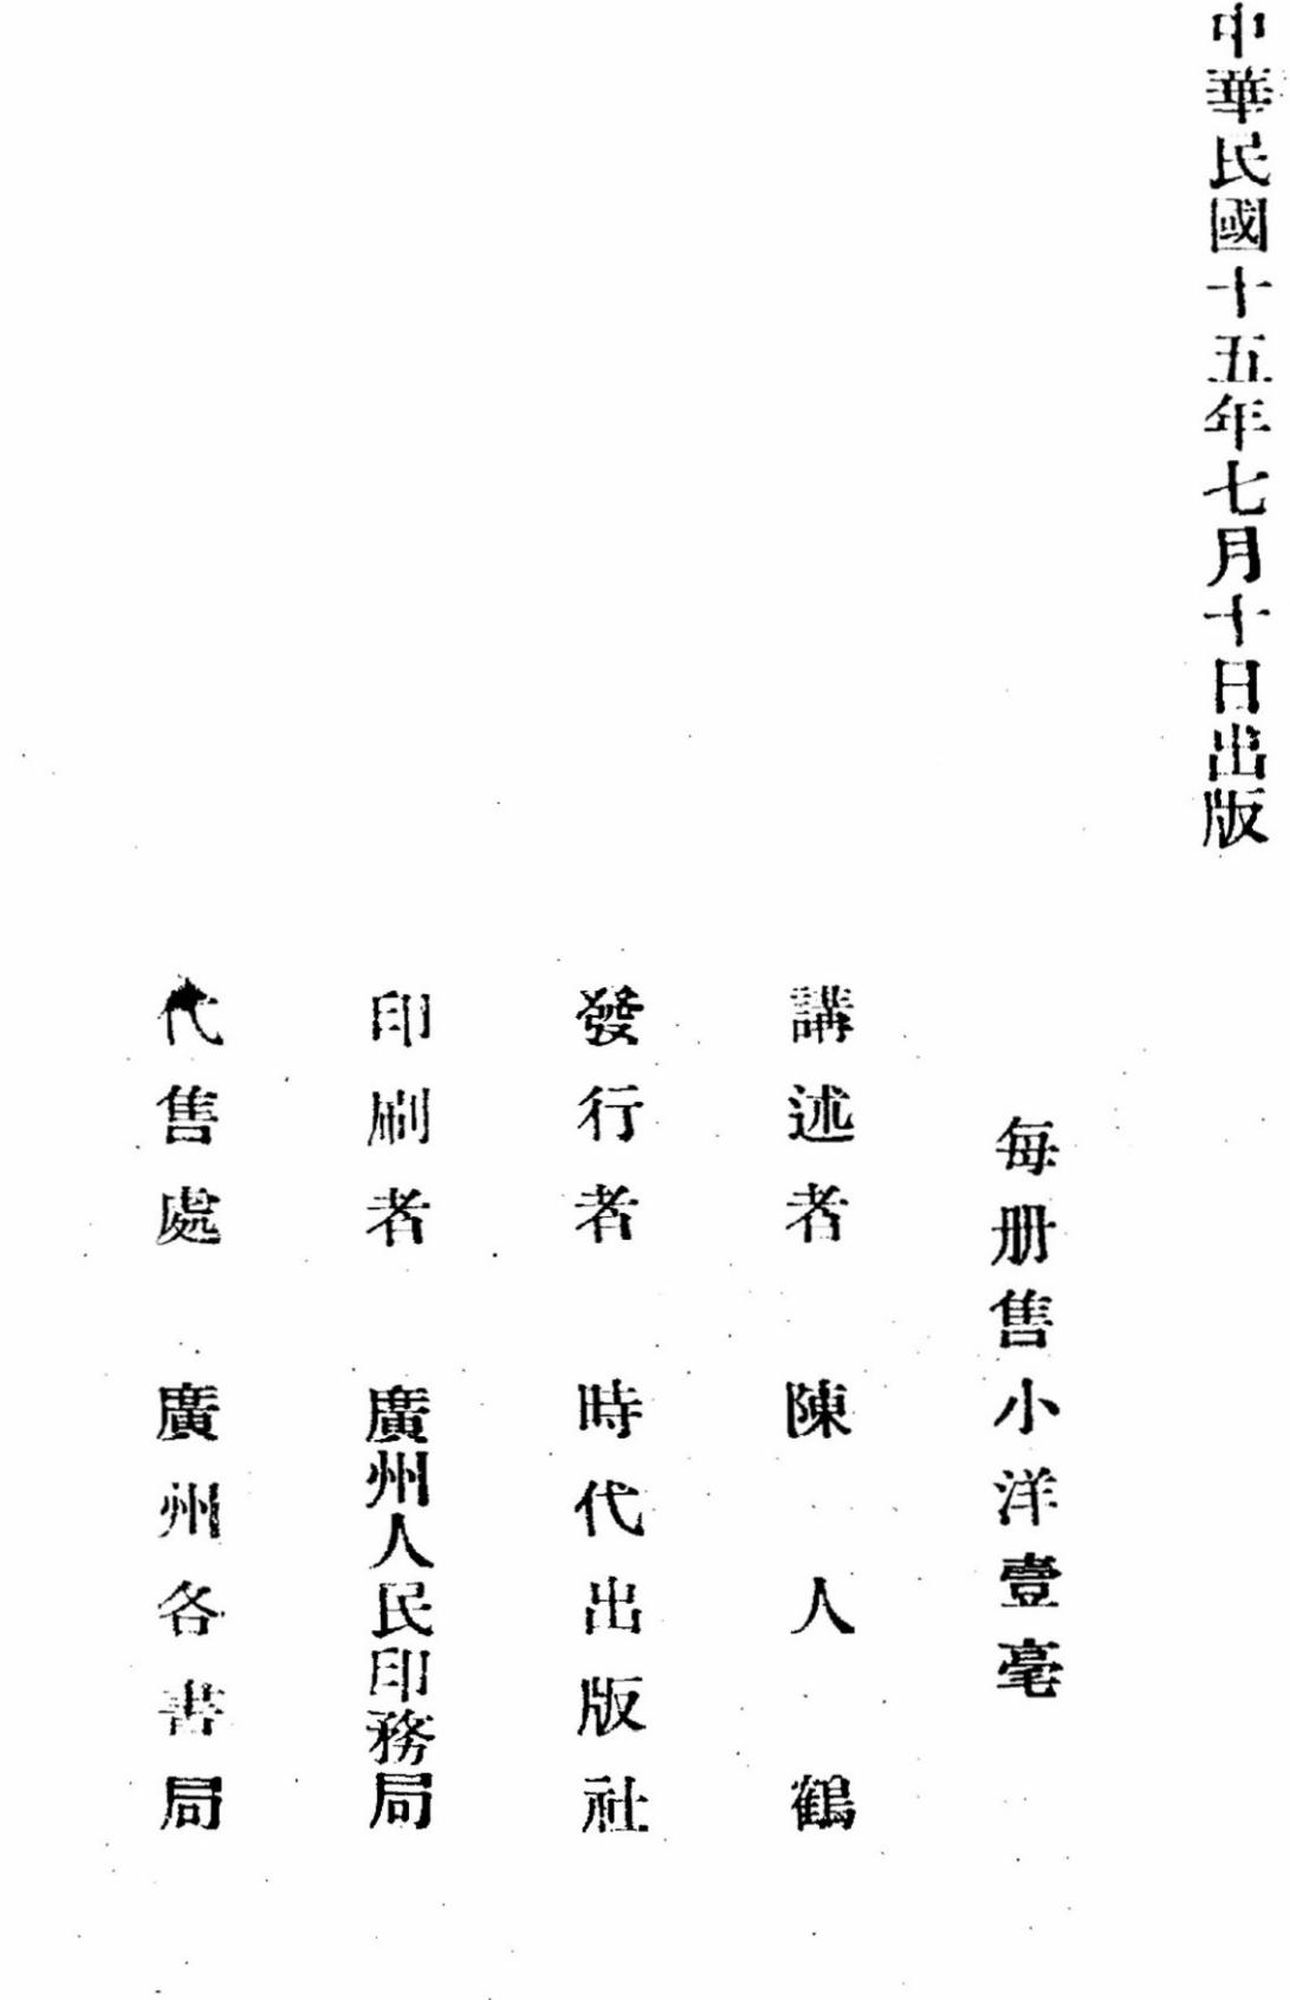 中華民國十五年七月十日出版
每册售小洋壹毫
講述者 陳人鶴
發行者 時代出版社
印刷者 廣州人民印務局
代售處 廣州各書局